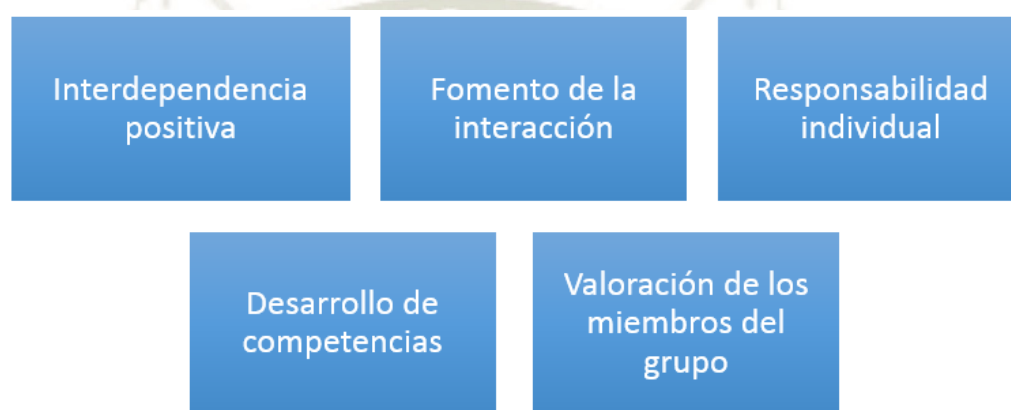 Interdependencia
positiva
Fomento de la
interacción
Responsabilidad
individual
Desarrollo de
competencias
Valoración de los
miembros del
grupo